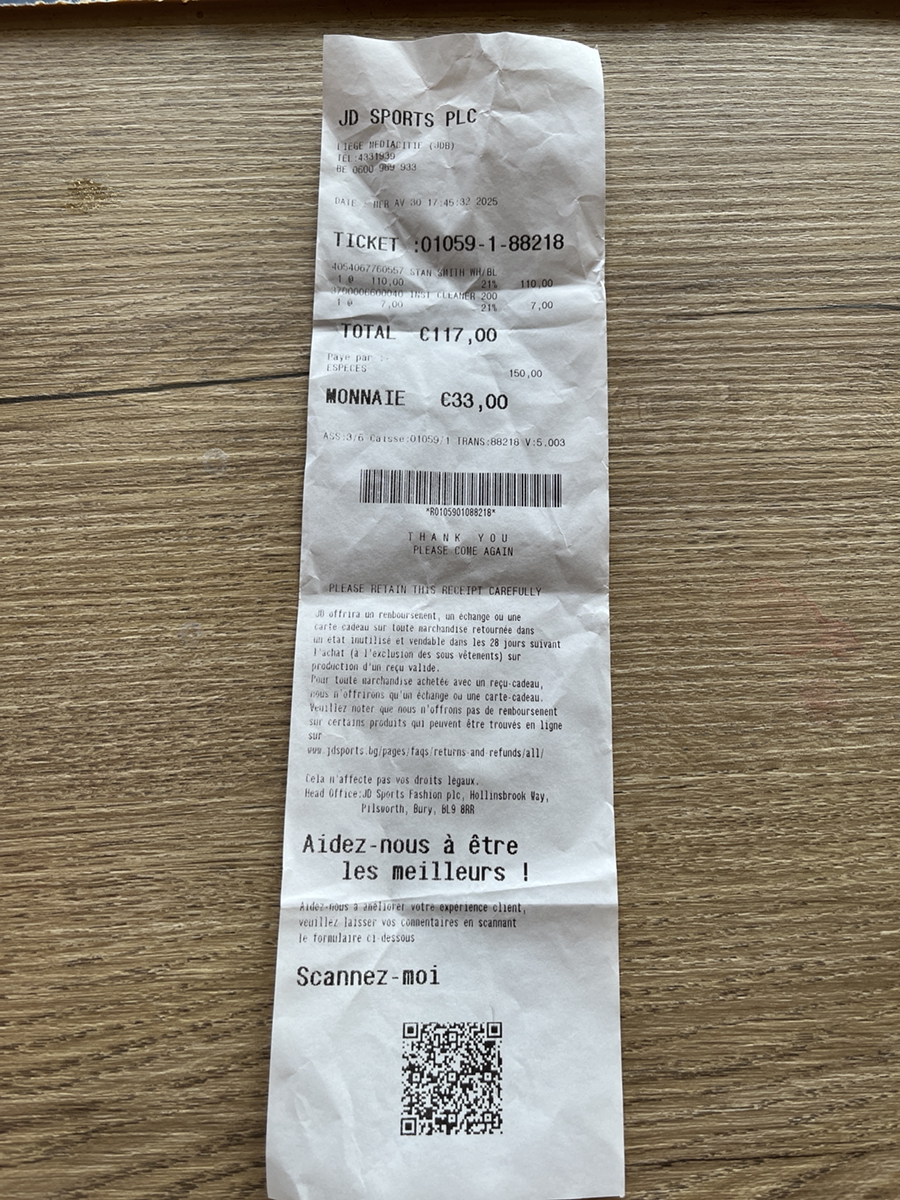 JD SPORTS PLC
LIEGE MEDIACITIE (JDB)
TEL 4331939
BE 0600 969 933
DATE : MER AV 30 17:45:32 2025
TICKET :01059-1-88218
4054067760557 STAN SMITH WH/BL
1 @ 110,00 21% 110,00
3700006600040 INST CLEANER 200
1 @ 7,00 21% 7,00
TOTAL €117,00
Paye par :-
ESPECES 150,00
MONNAIE €33,00
ASS:3/6 Caisse:01059/1 TRANS:88218 V:5.003
*R0105901088218*
THANK YOU
PLEASE COME AGAIN
PLEASE RETAIN THIS RECEIPT CAREFULLY
JD offrira un remboursement, un échange ou une
carte cadeau sur toute marchandise retournée dans
un état inutilisé et vendable dans les 28 jours suivant
l'achat (à l'exclusion des sous vêtements) sur
production d'un reçu valide.
Pour toute marchandise achetée avec un reçu-cadeau,
nous n'offrirons qu'un échange ou une carte-cadeau.
Veuillez noter que nous n'offrons pas de remboursement
sur certains produits qui peuvent être trouvés en ligne
sur
www.jdsports.bg/pages/faqs/returns-and-refunds/all/
Cela n'affecte pas vos droits légaux.
Head Office:JD Sports Fashion plc, Hollinsbrook Way,
Pilsworth, Bury, BL9 8RR
Aidez-nous à être
les meilleurs !
Aidez-nous à améliorer votre expérience client,
veuillez laisser vos commentaires en scannant
le formulaire ci-dessous
Scannez-moi